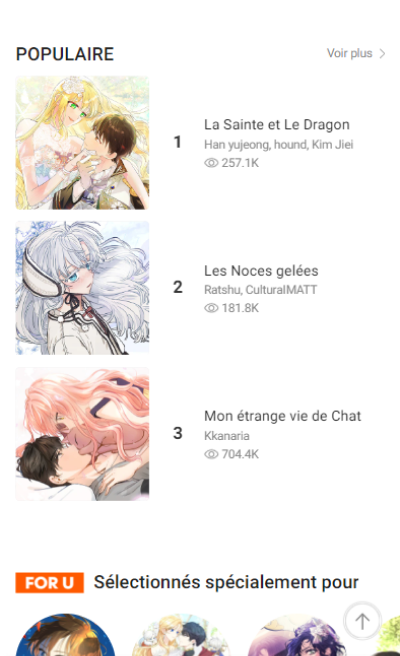 POPULAIRE
Voir plus
1
La Sainte et Le Dragon
Han yujeong, hound, Kim Jiei
257.1K
2
Les Noces gelées
Ratshu, CulturalMATT
181.8K
3
Mon étrange vie de Chat
Kkanaria
704.4K
FOR U
Sélectionnés spécialement pour